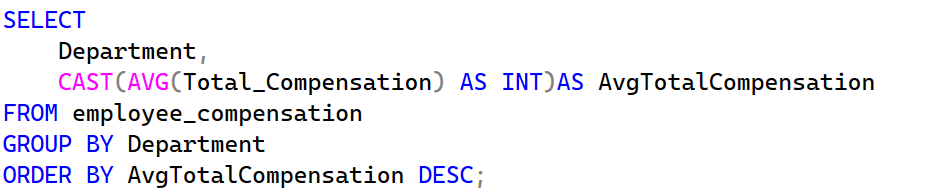 SELECT
    Department,
    CAST(AVG(Total_Compensation) AS INT)AS AvgTotalCompensation
FROM employee_compensation
GROUP BY Department
ORDER BY AvgTotalCompensation DESC;